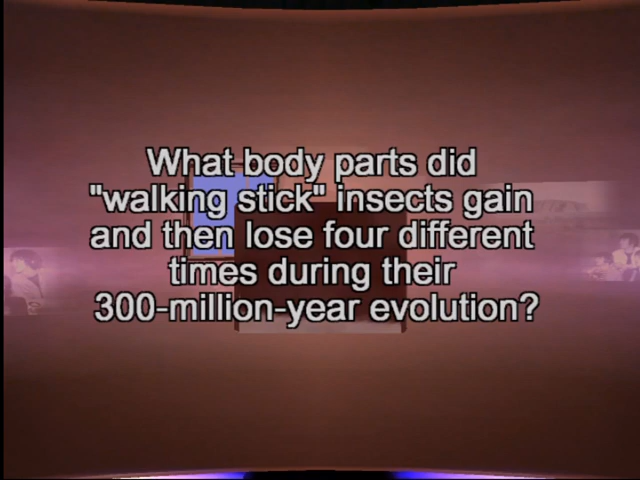 What body parts did
"walking stick" insects gain
and then lose four different
times during their
300-million-year evolution?